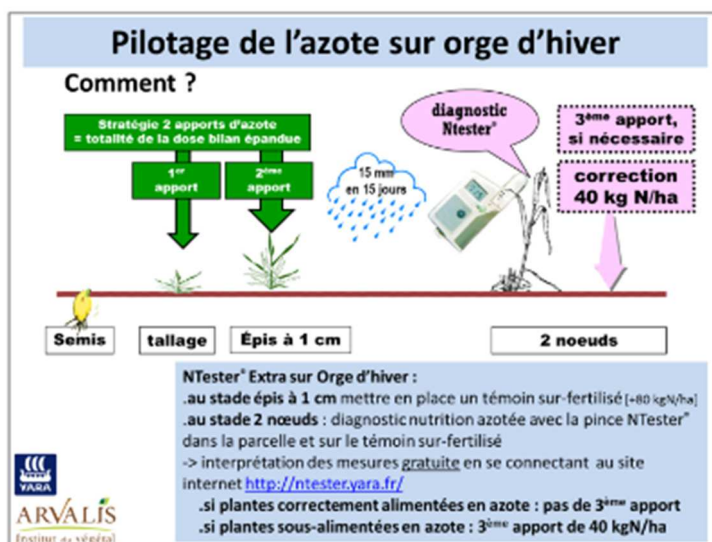 Pilotage de l'azote sur orge d'hiver
Comment ?
Stratégie 2 apports d'azote
= totalité de la dose bilan épandue
1er
apport
2ème
apport
15 mm
en 15 jours
diagnostic
Ntester®
3ème apport,
si nécessaire
correction
40 kg N/ha
Semis
tallage
Épis à 1 cm
2 noeuds
NTester® Extra sur Orge d'hiver :
.au stade épis à 1 cm mettre en place un témoin sur-fertilisé [+80 kgN/ha]
.au stade 2 nœuds : diagnostic nutrition azotée avec la pince NTester®
dans la parcelle et sur le témoin sur-fertilisé
-> interprétation des mesures gratuite en se connectant au site
internet http://ntester.yara.fr/
.si plantes correctement alimentées en azote : pas de 3ème apport
.si plantes sous-alimentées en azote : 3ème apport de 40 kgN/ha
YARA
ARVALIS
Institut du végétal